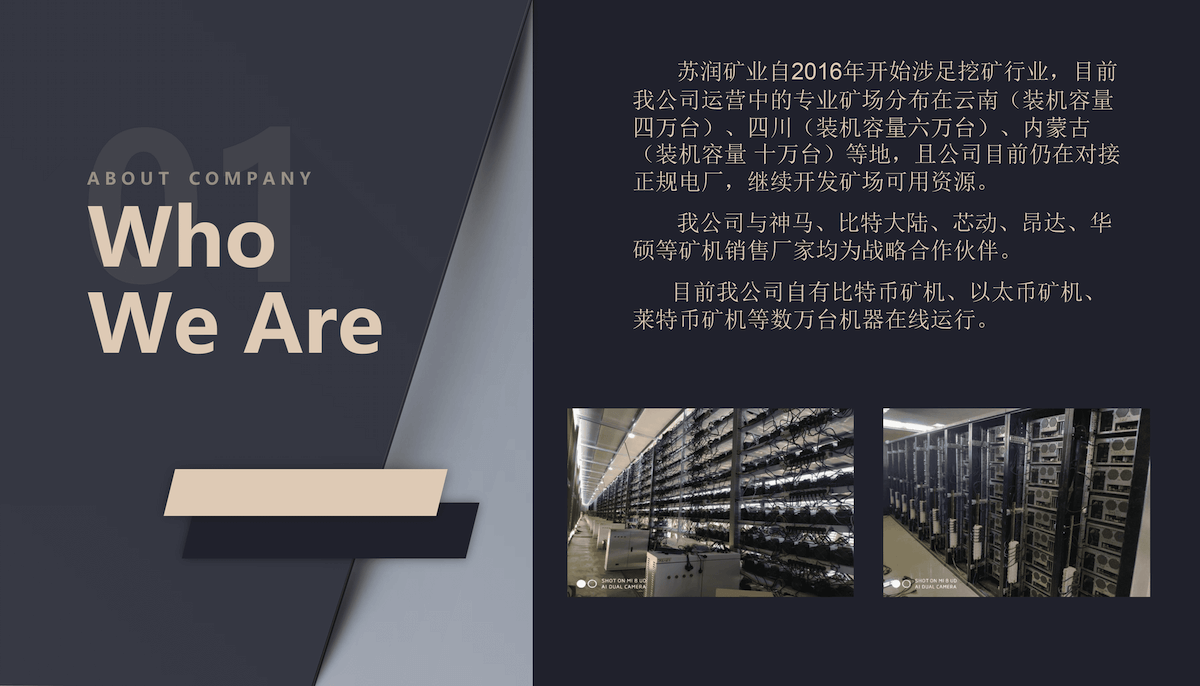 01
ABOUT COMPANY
Who
We Are
苏润矿业自2016年开始涉足挖矿行业，目前
我公司运营中的专业矿场分布在云南（装机容量
四万台）、四川（装机容量六万台）、内蒙古
（装机容量 十万台）等地，且公司目前仍在对接
正规电厂，继续开发矿场可用资源。
我公司与神马、比特大陆、芯动、昂达、华
硕等矿机销售厂家均为战略合作伙伴。
目前我公司自有比特币矿机、以太币矿机、
莱特币矿机等数万台机器在线运行。
SHOT ON MI 8 UD
AI DUAL CAMERA
SHOT ON MI 8 UD
AI DUAL CAMERA